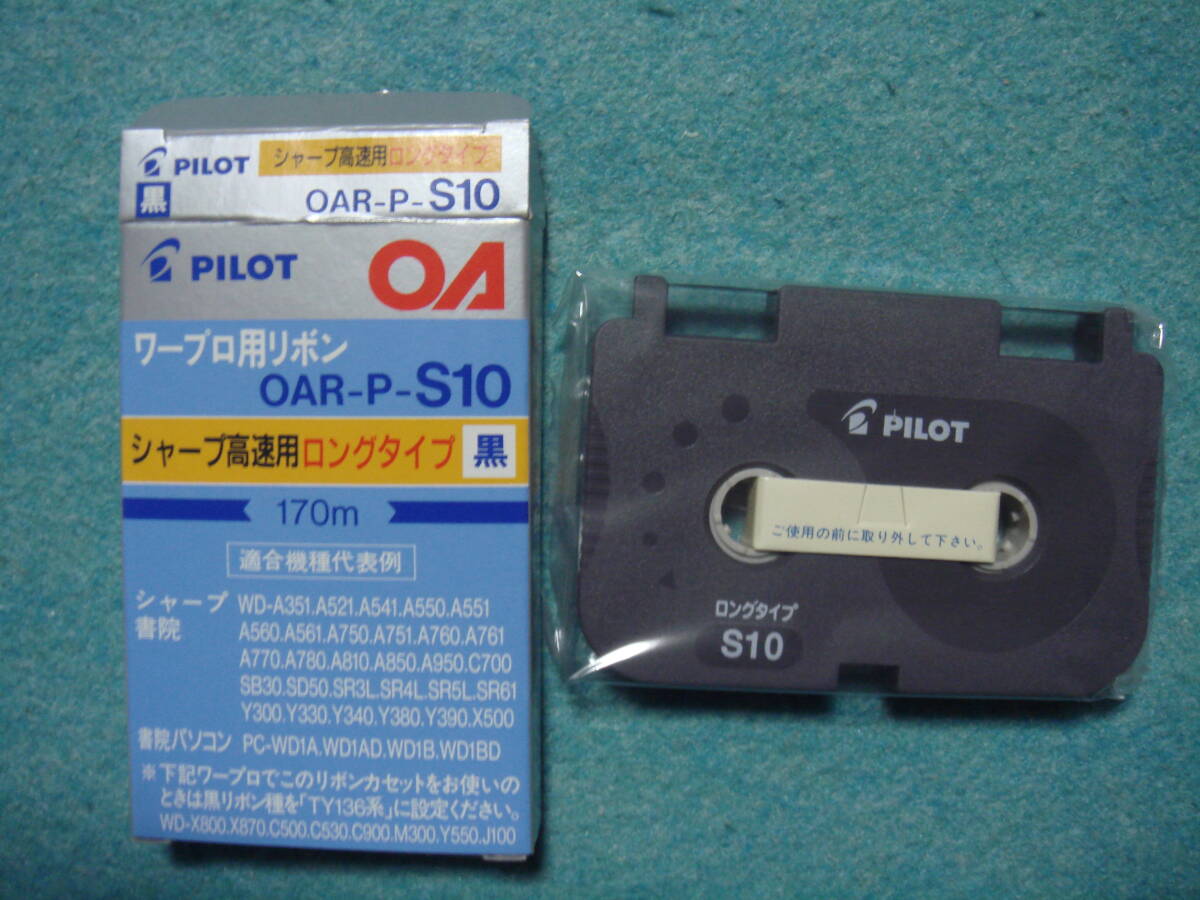 PILOT シャープ高速用ロングタイプ
黒 OAR-P-S10
PILOT OA
ワープロ用リボン
OAR-P-S10
シャープ高速用ロングタイプ 黒
170m
適合機種代表例
シャープ WD-A351.A521.A541.A550.A551
書院 A560.A561.A750.A751.A760.A761
A770.A780.A810.A850.A950.C700
SB30.SD50.SR3L.SR4L.SR5L.SR61
Y300.Y330.Y340.Y380.Y390.X500
書院パソコン PC-WD1A.WD1AD.WD1B.WD1BD
※下記ワープロでこのリボンカセットをお使いの
ときは黒リボン種を「TY136系」に設定ください。
WD-X800.X870.C500.C530.C900.M300.Y550.J100
PILOT
ご使用の前に取り外して下さい。
ロングタイプ
S10